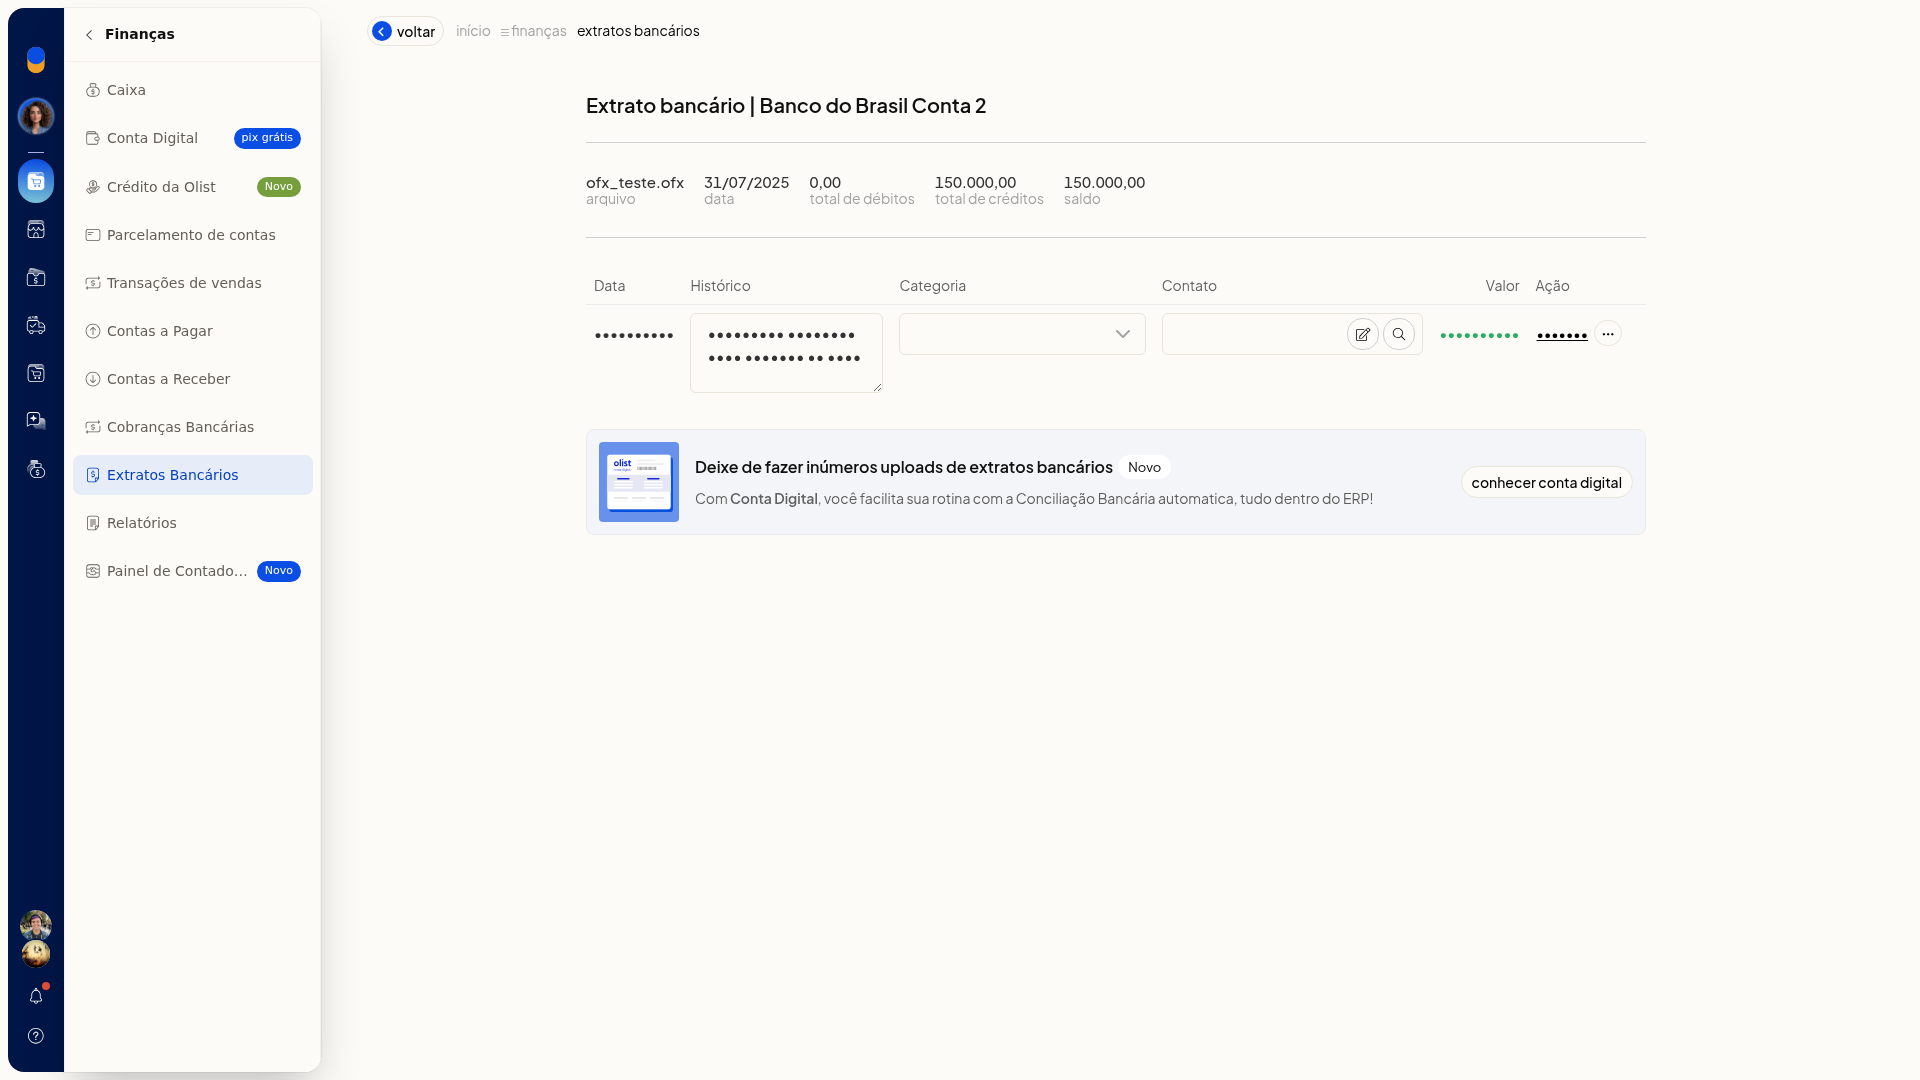 Finanças
Caixa
Conta Digital pix grátis
Crédito da Olist Novo
Parcelamento de contas
Transações de vendas
Contas a Pagar
Contas a Receber
Cobranças Bancárias
Extratos Bancários
Relatórios
Painel de Contado... Novo
voltar início finanças extratos bancários
Extrato bancário | Banco do Brasil Conta 2
ofx_teste.ofx 31/07/2025 0,00 150.000,00 150.000,00
arquivo data total de débitos total de créditos saldo
Data Histórico Categoria Contato Valor Ação
•••••••••• ••••••••• •••••••• •••••••••• •••••••
•••• ••••••• •• ••••
olist
Deixe de fazer inúmeros uploads de extratos bancários Novo
Com Conta Digital, você facilita sua rotina com a Conciliação Bancária automatica, tudo dentro do ERP!
conhecer conta digital